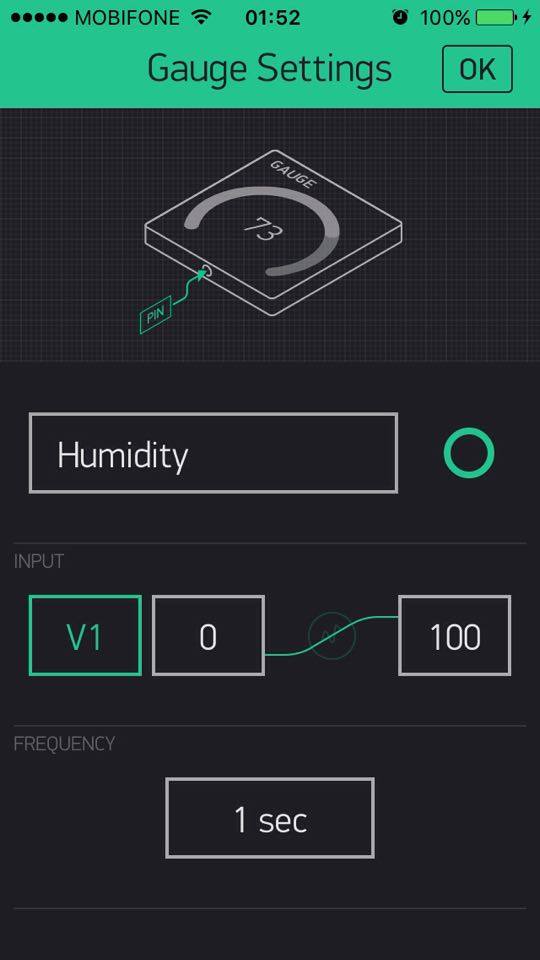 MOBIFONE 01:52 100%
Gauge Settings OK
GAUGE
73
PIN
Humidity
INPUT
V1 0 100
FREQUENCY
1 sec